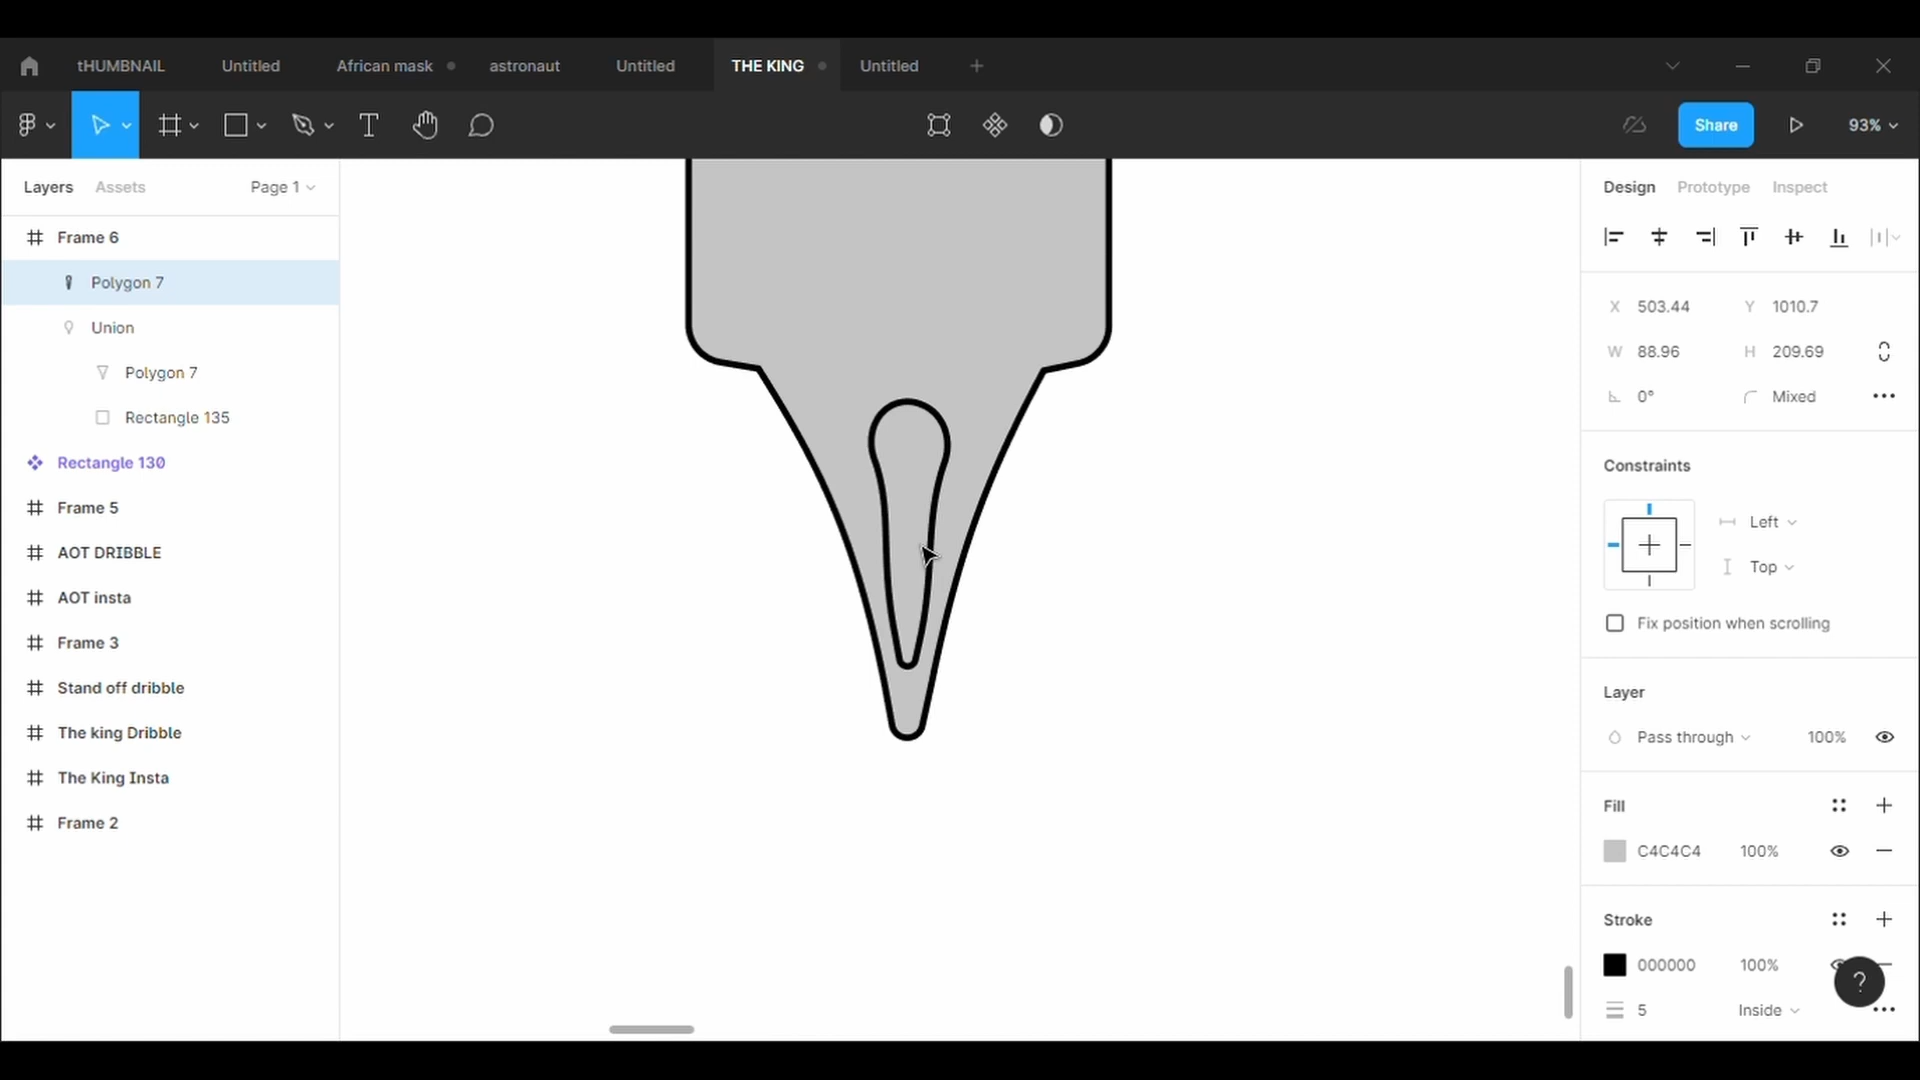 tHUMBNAIL Untitled African mask astronaut Untitled THE KING Untitled
Share 93%
Layers Assets Page 1
Frame 6
Polygon 7
Union
Polygon 7
Rectangle 135
Rectangle 130
Frame 5
AOT DRIBBLE
AOT insta
Frame 3
Stand off dribble
The king Dribble
The King Insta
Frame 2
Design Prototype Inspect
X 503.44 Y 1010.7
W 88.96 H 209.69
0° Mixed
Constraints
Left
Top
Fix position when scrolling
Layer
Pass through 100%
Fill
C4C4C4 100%
Stroke
000000 100%
5 Inside
?